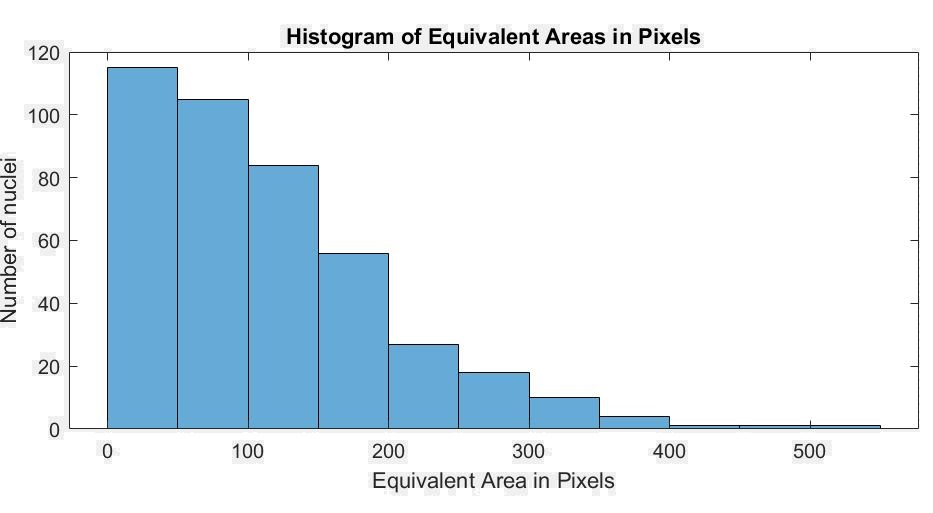 Histogram of Equivalent Areas in Pixels
120
100
80
60
40
20
0
Number of nuclei
0 100 200 300 400 500
Equivalent Area in Pixels